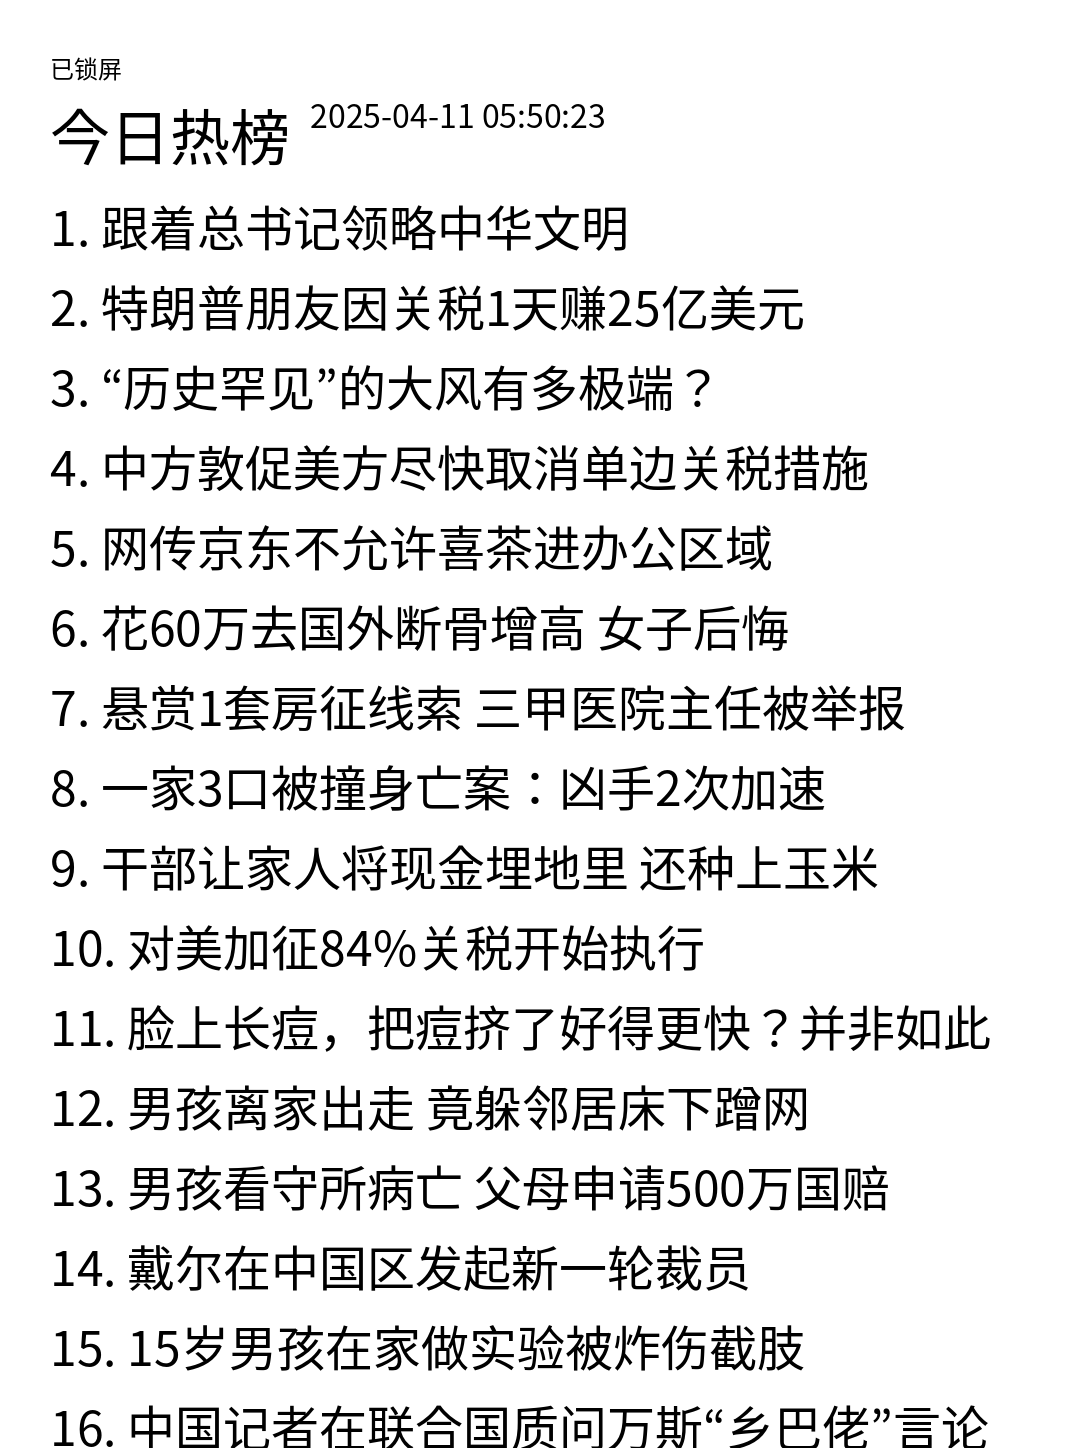 已锁屏
今日热榜 2025-04-11 05:50:23
1. 跟着总书记领略中华文明
2. 特朗普朋友因关税1天赚25亿美元
3. “历史罕见”的大风有多极端？
4. 中方敦促美方尽快取消单边关税措施
5. 网传京东不允许喜茶进办公区域
6. 花60万去国外断骨增高 女子后悔
7. 悬赏1套房征线索 三甲医院主任被举报
8. 一家3口被撞身亡案：凶手2次加速
9. 干部让家人将现金埋地里 还种上玉米
10. 对美加征84%关税开始执行
11. 脸上长痘，把痘挤了好得更快？并非如此
12. 男孩离家出走 竟躲邻居床下蹭网
13. 男孩看守所病亡 父母申请500万国赔
14. 戴尔在中国区发起新一轮裁员
15. 15岁男孩在家做实验被炸伤截肢
16. 中国记者在联合国质问万斯“乡巴佬”言论